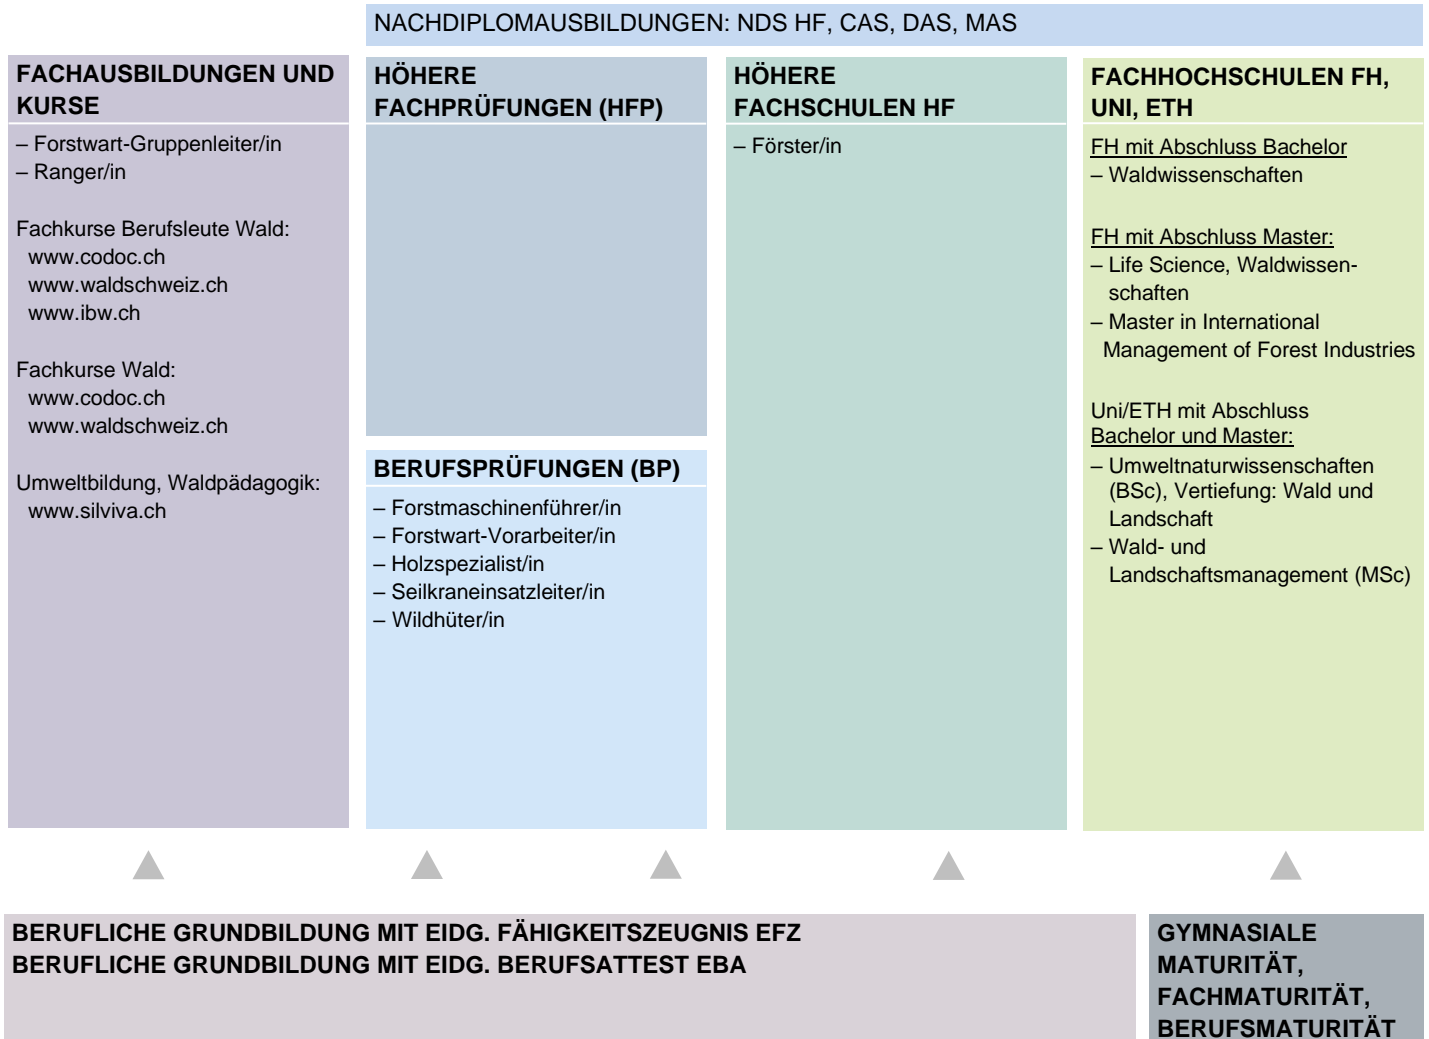 NACHDIPLOMAUSBILDUNGEN: NDS HF, CAS, DAS, MAS
FACHAUSBILDUNGEN UND
KURSE
– Forstwart-Gruppenleiter/in
– Ranger/in
Fachkurse Berufsleute Wald:
www.codoc.ch
www.waldschweiz.ch
www.ibw.ch
Fachkurse Wald:
www.codoc.ch
www.waldschweiz.ch
Umweltbildung, Waldpädagogik:
www.silviva.ch
HÖHERE
FACHPRÜFUNGEN (HFP)
BERUFSPRÜFUNGEN (BP)
– Forstmaschinenführer/in
– Forstwart-Vorarbeiter/in
– Holzspezialist/in
– Seilkraneinsatzleiter/in
– Wildhüter/in
HÖHERE
FACHSCHULEN HF
– Förster/in
FACHHOCHSCHULEN FH,
UNI, ETH
FH mit Abschluss Bachelor
– Waldwissenschaften
FH mit Abschluss Master:
– Life Science, Waldwissen-
schaften
– Master in International
Management of Forest Industries
Uni/ETH mit Abschluss
Bachelor und Master:
– Umweltnaturwissenschaften
(BSc), Vertiefung: Wald und
Landschaft
– Wald- und
Landschaftsmanagement (MSc)
BERUFLICHE GRUNDBILDUNG MIT EIDG. FÄHIGKEITSZEUGNIS EFZ
BERUFLICHE GRUNDBILDUNG MIT EIDG. BERUFSATTEST EBA
GYMNASIALE
MATURITÄT,
FACHMATURITÄT,
BERUFSMATURITÄT